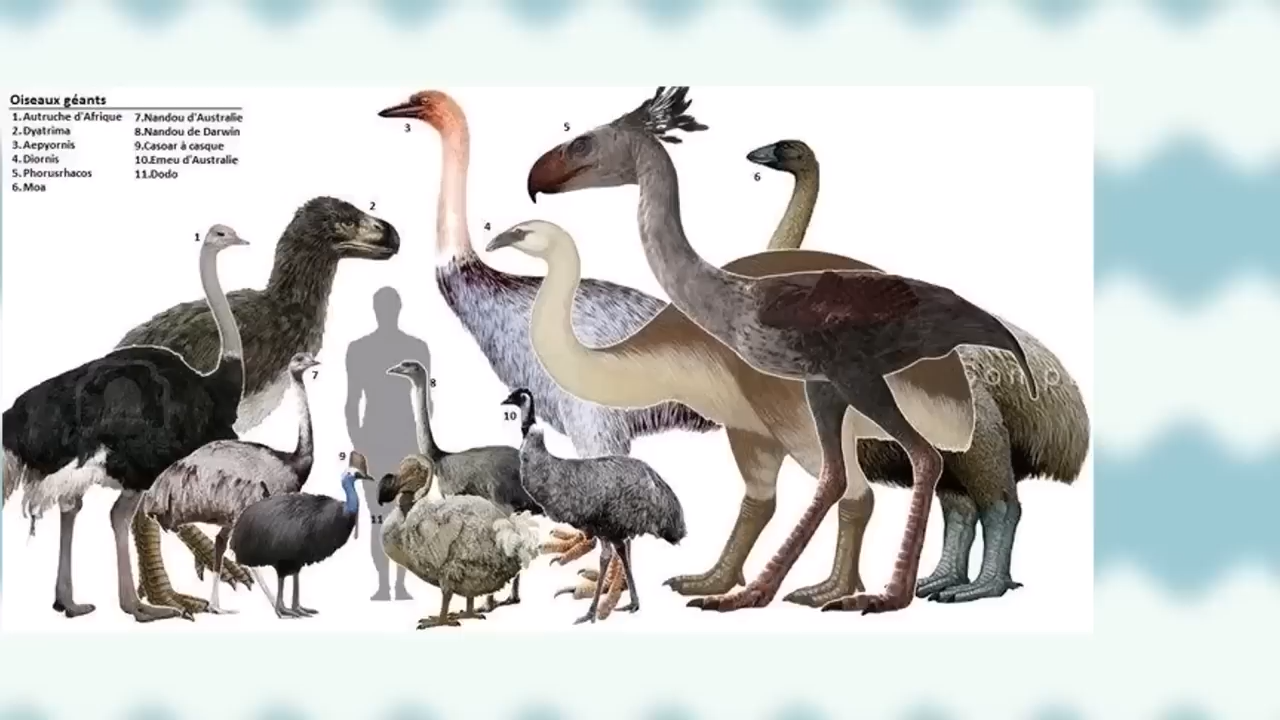 Oiseaux géants
1.Autruche d'Afrique
2.Dyatrima
3.Aepyornis
4.Diornis
5.Phorusrhacos
6.Moa
7.Nandou d'Australie
8.Nandou de Darwin
9.Casoar à casque
10.Emeu d'Australie
11.Dodo
1
2
3
4
5
6
7
8
9
10
11